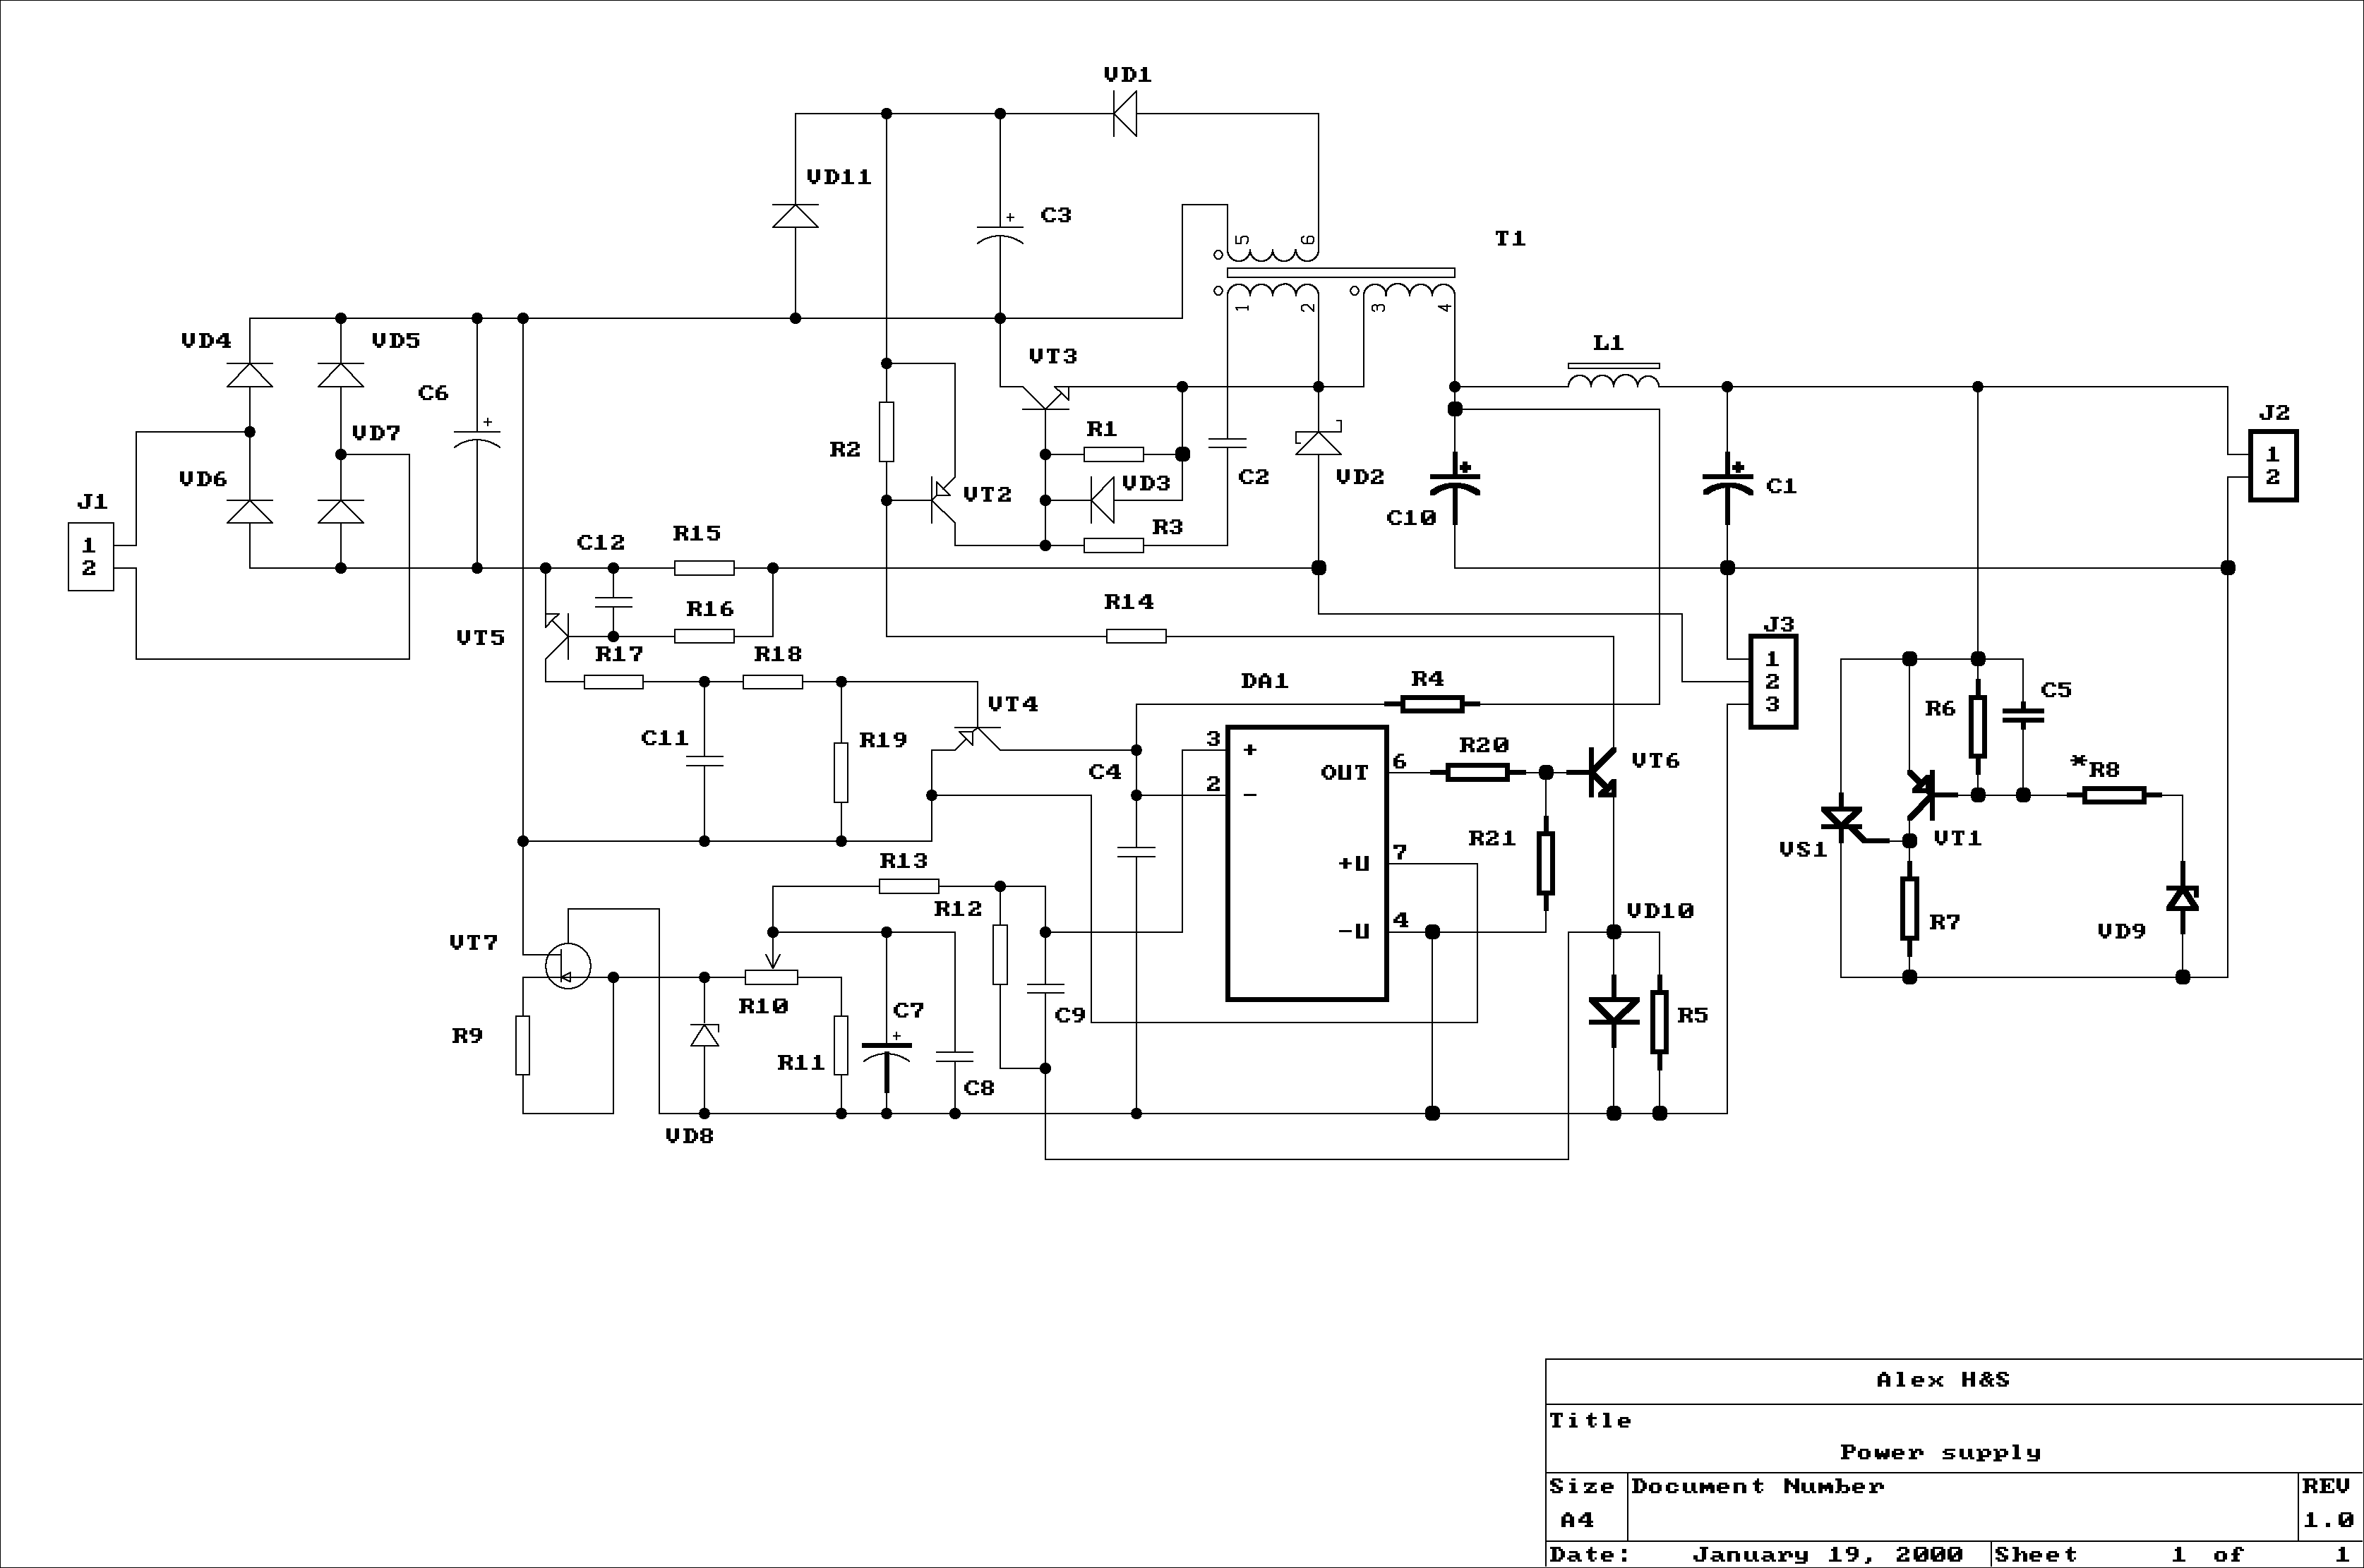 VD1
VD11
C3
5
6
T1
1
2
3
4
VD4
VD5
VT3
L1
C6
VD7
R1
J2
1
2
VD6
R2
VT2
VD3
C2
VD2
C10
C1
J1
1
2
C12
R15
R3
R16
R14
VT5
J3
1
2
3
R17
R18
DA1
R4
VT4
C5
R6
C11
R19
C4
3
+
OUT
6
R20
VT6
*R8
2
-
R21
VT1
VS1
R13
7
+U
R12
4
-U
VD10
R7
VD9
VT7
R10
C7
C9
R5
R9
R11
C8
VD8
Alex H&S
Title
Power supply
Size
Document Number
REV
A4
1.0
Date: January 19, 2000
Sheet 1 of 1